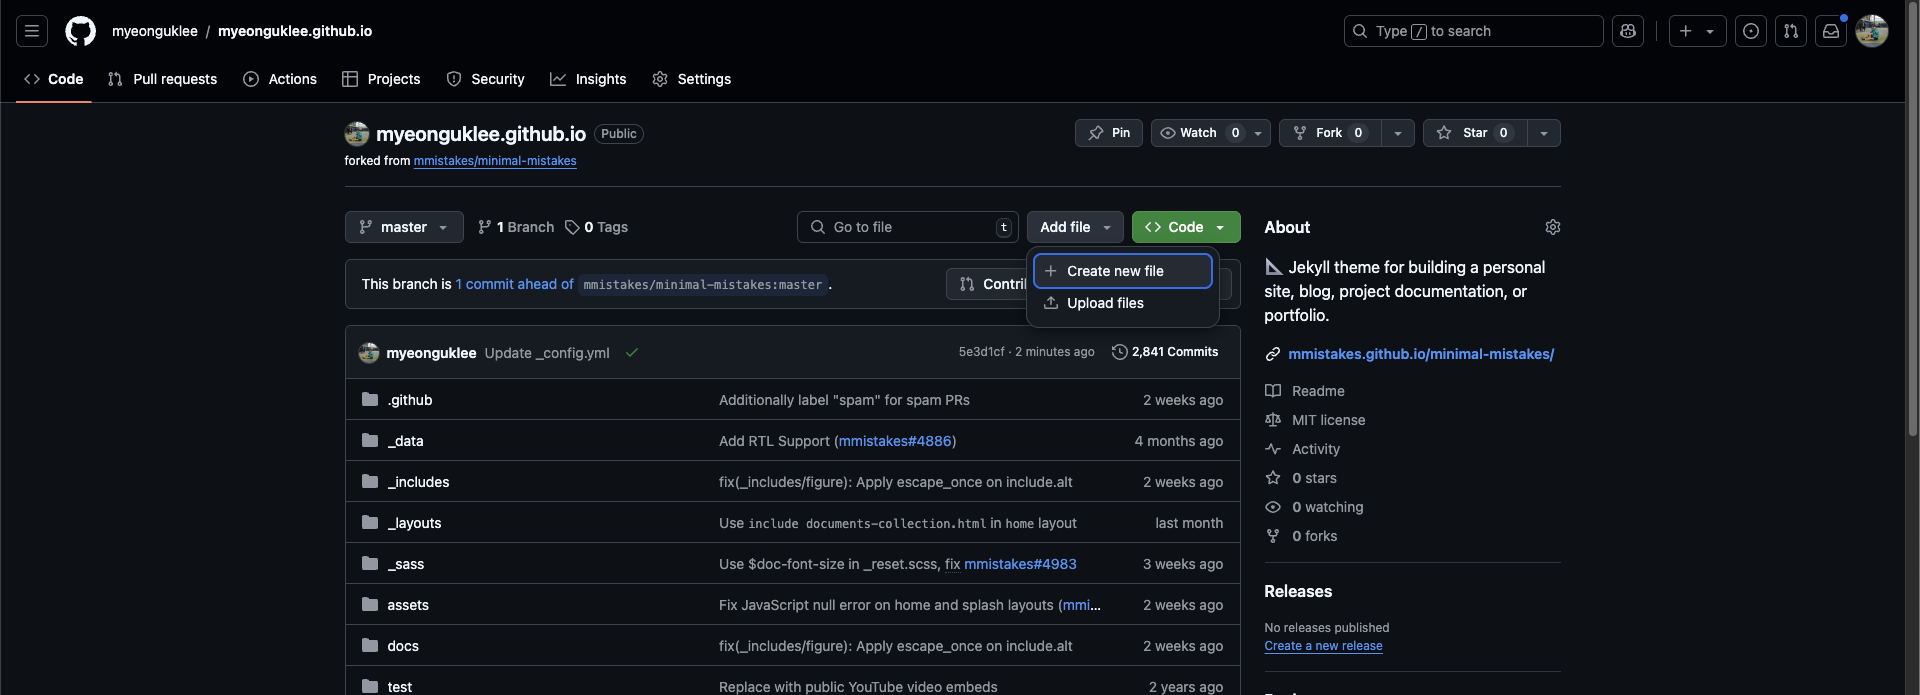 myeonguklee / myeonguklee.github.io
Type / to search
Code
Pull requests
Actions
Projects
Security
Insights
Settings
myeonguklee.github.io Public
forked from mmistakes/minimal-mistakes
Pin
Watch 0
Fork 0
Star 0
master
1 Branch
0 Tags
Go to file t
Add file
Code
Create new file
Upload files
This branch is 1 commit ahead of mmistakes/minimal-mistakes:master .
myeonguklee Update _config.yml
5e3d1cf · 2 minutes ago
2,841 Commits
.github Additionally label "spam" for spam PRs 2 weeks ago
_data Add RTL Support (mmistakes#4886) 4 months ago
_includes fix(_includes/figure): Apply escape_once on include.alt 2 weeks ago
_layouts Use include documents-collection.html in home layout last month
_sass Use $doc-font-size in _reset.scss, fix mmistakes#4983 3 weeks ago
assets Fix JavaScript null error on home and splash layouts (mmi... 2 weeks ago
docs fix(_includes/figure): Apply escape_once on include.alt 2 weeks ago
test Replace with public YouTube video embeds 2 years ago
About
Jekyll theme for building a personal
site, blog, project documentation, or
portfolio.
mmistakes.github.io/minimal-mistakes/
Readme
MIT license
Activity
0 stars
0 watching
0 forks
Releases
No releases published
Create a new release